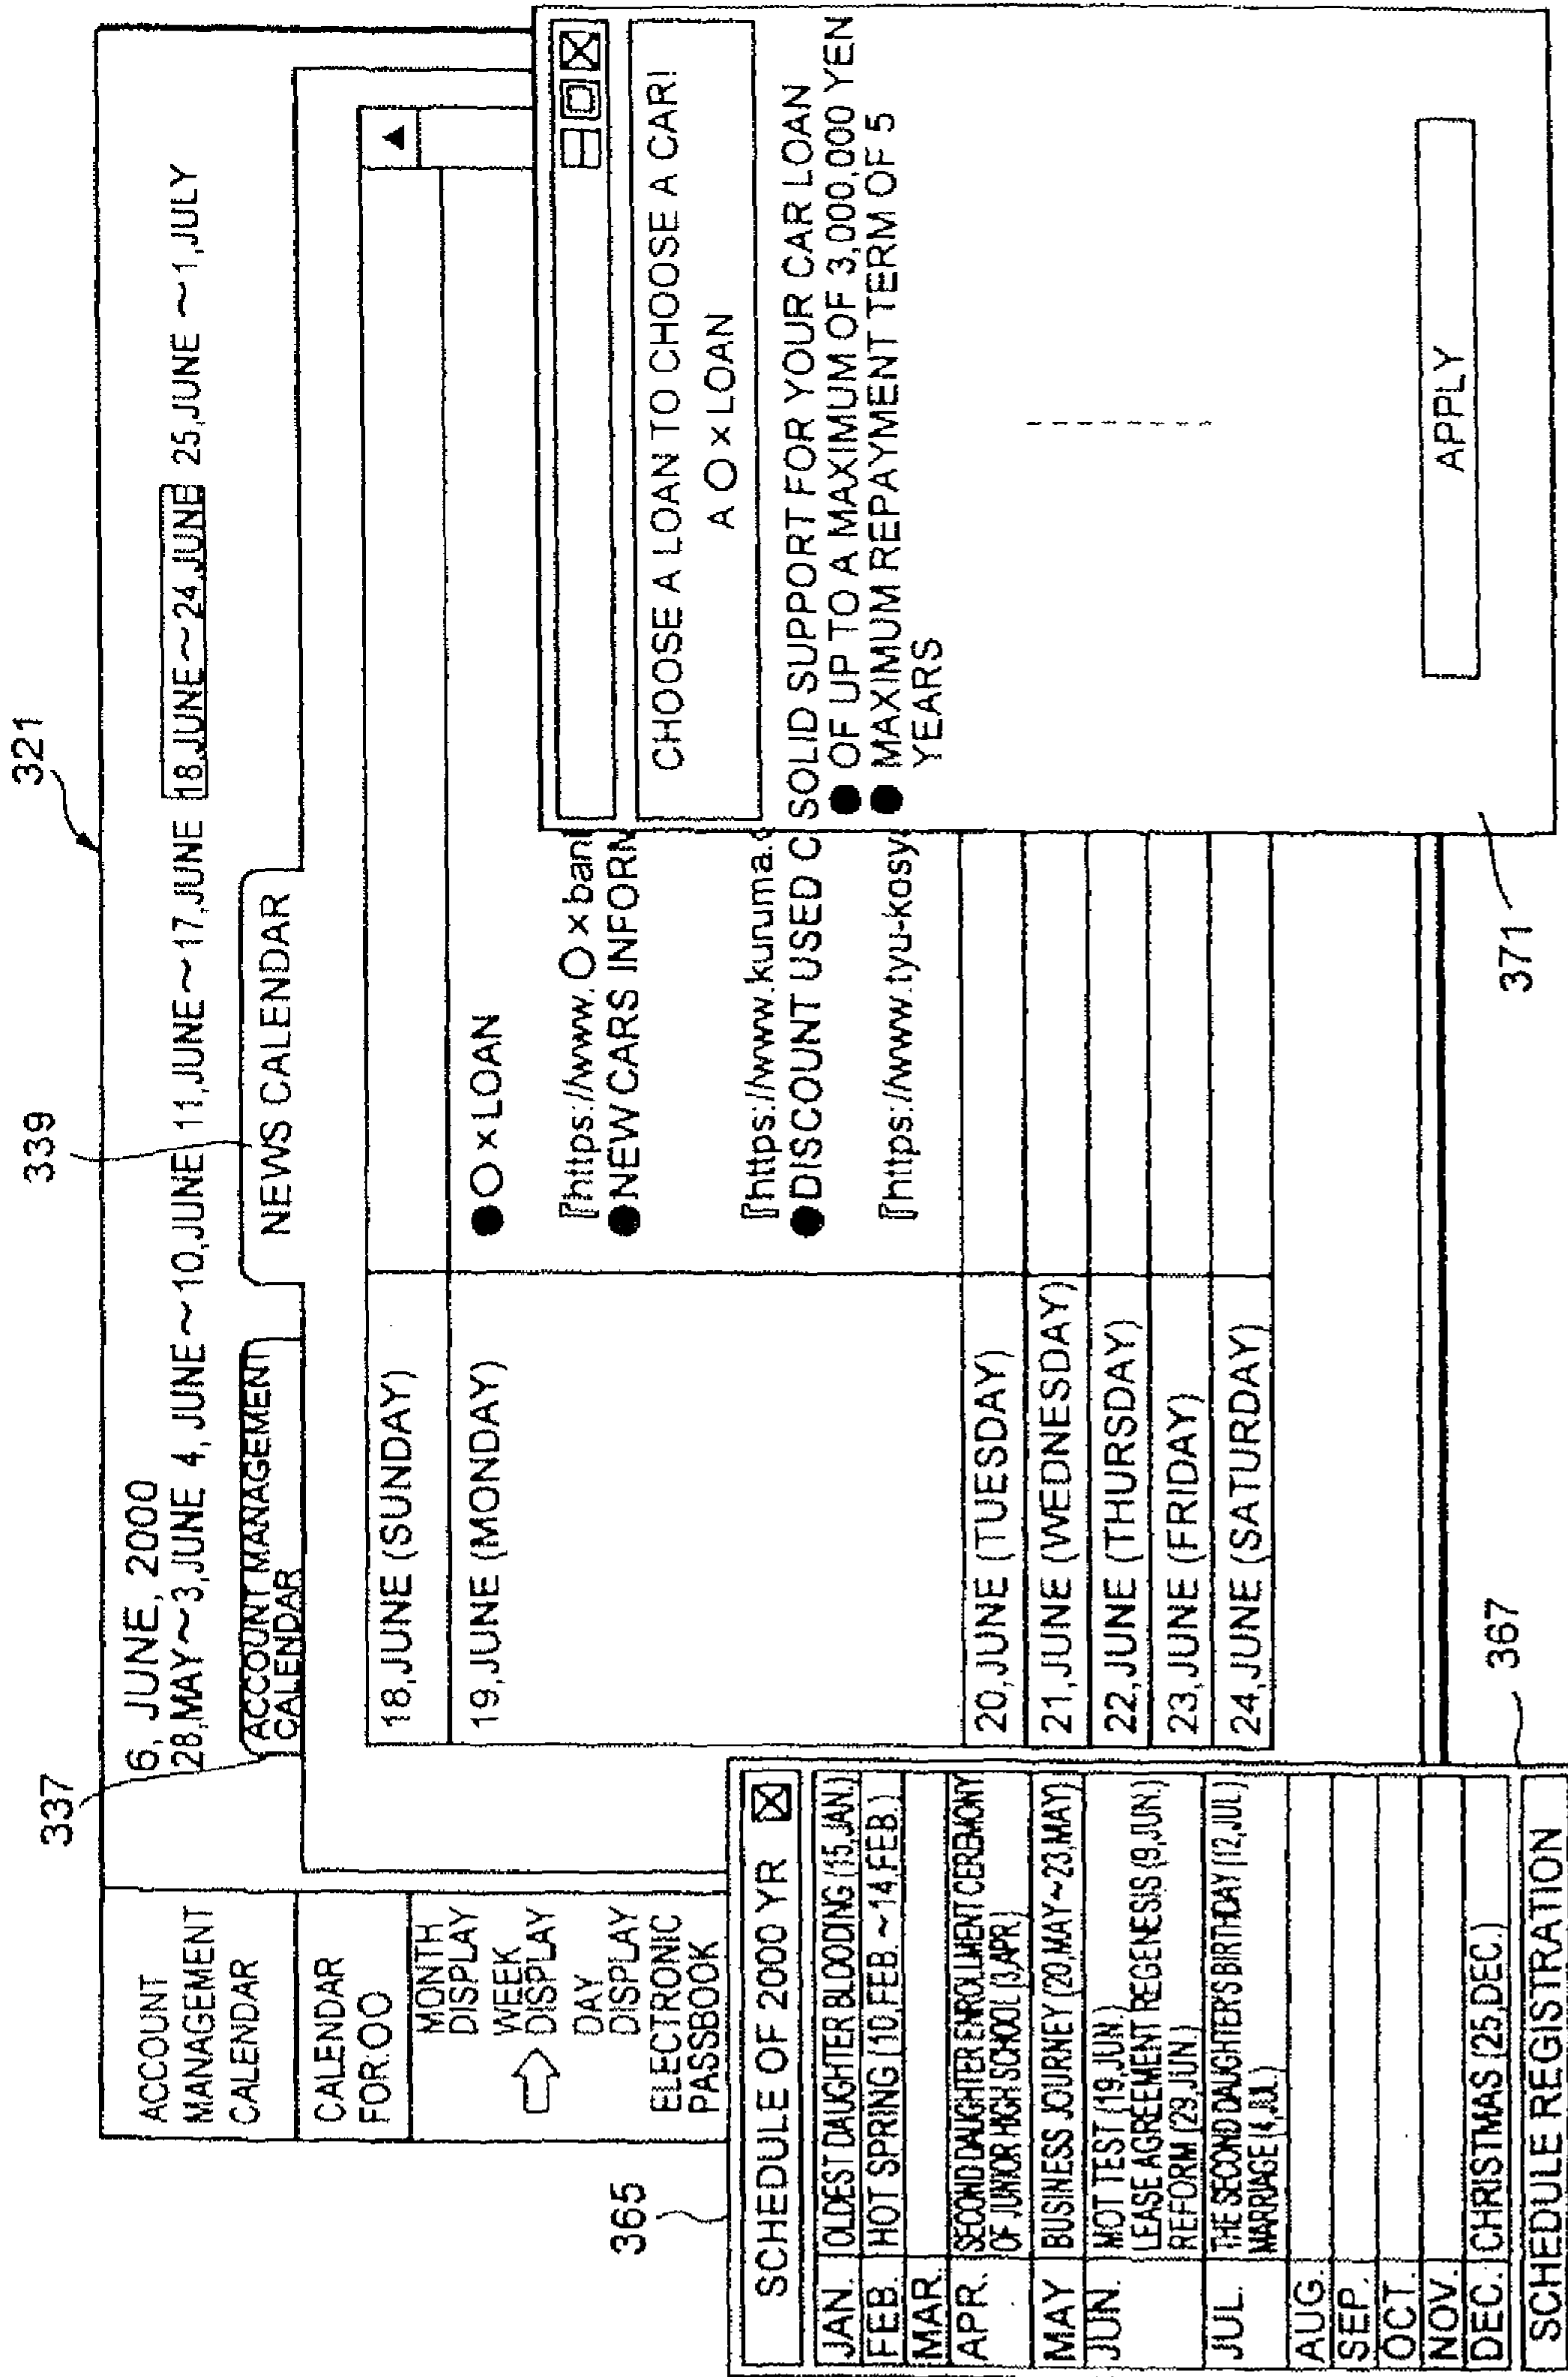 321
339
337
6, JUNE, 2000
28,MAY~3,JUNE 4, JUNE~10,JUNE 11,JUNE~17,JUNE 18,JUNE~24,JUNE 25,JUNE~1,JULY
ACCOUNT MANAGEMENT
CALENDAR
NEWS CALENDAR
ACCOUNT
MANAGEMENT
CALENDAR
CALENDAR
FOR.OO
MONTH
DISPLAY
WEEK
DISPLAY
DAY
DISPLAY
ELECTRONIC
PASSBOOK
18,JUNE (SUNDAY)
19,JUNE (MONDAY)
●○×LOAN
『https://www.○×ban
●NEW CARS INFORM
『https://www.kuruma.
●DISCOUNT USED C
『https://www.tyu-kosy
20,JUNE (TUESDAY)
21,JUNE (WEDNESDAY)
22,JUNE (THURSDAY)
23,JUNE (FRIDAY)
24,JUNE (SATURDAY)
▲
CHOOSE A LOAN TO CHOOSE A CAR!
A ○×LOAN
SOLID SUPPORT FOR YOUR CAR LOAN
●OF UP TO A MAXIMUM OF 3,000,000 YEN
●MAXIMUM REPAYMENT TERM OF 5
YEARS
APPLY
371
365
SCHEDULE OF 2000 YR
JAN. OLDEST DAUGHTER BLOODING (15,JAN.)
FEB. HOT SPRING (10,FEB.~14,FEB.)
MAR.
APR. SECOND DAUGHTER ENROLLMENT CEREMONY
OF JUNIOR HIGH SCHOOL (3,APR.)
MAY BUSINESS JOURNEY (20,MAY~23,MAY)
JUN. MOT TEST (19,JUN.)
LEASE AGREEMENT REGENESIS (9,JUN.)
REFORM (29,JUN.)
JUL. THE SECOND DAUGHTER'S BIRTHDAY (12,JUL.)
MARRIAGE (4,JUL.)
AUG.
SEP.
OCT.
NOV.
DEC. CHRISTMAS (25,DEC.)
SCHEDULE REGISTRATION
367